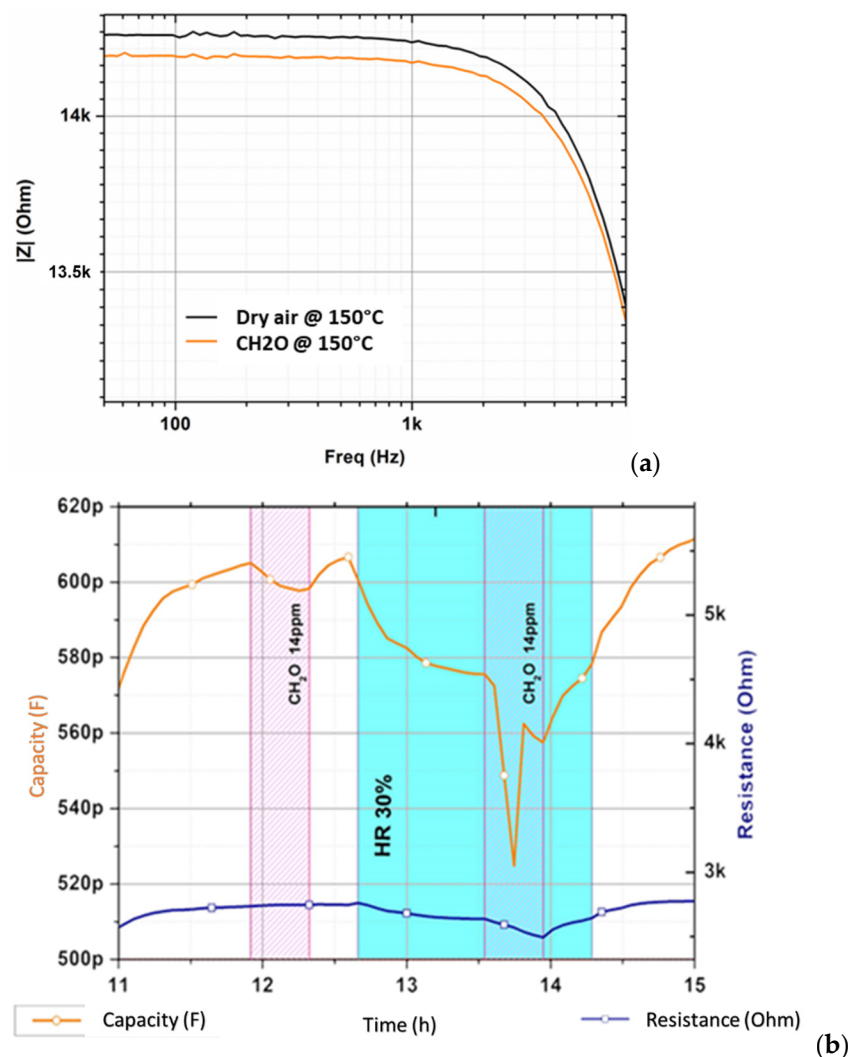 14k
13.5k
|Z| (Ohm)
Dry air @ 150°C
CH2O @ 150°C
100
1k
Freq (Hz)
(a)
620p
600p
580p
560p
540p
520p
500p
Capacity (F)
CH₂O 14ppm
HR 30%
CH₂O 14ppm
5k
4k
3k
Resistance (Ohm)
11
12
13
14
15
Capacity (F)
Time (h)
Resistance (Ohm)
(b)